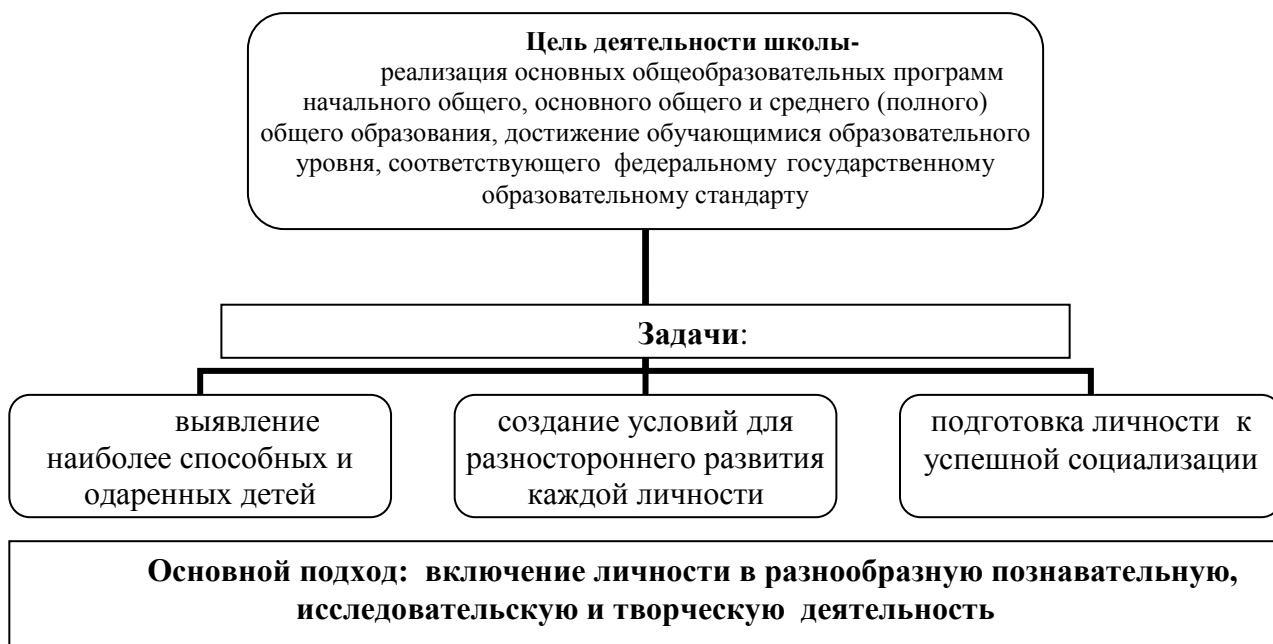 Цель деятельности школы-
реализация основных общеобразовательных программ
начального общего, основного общего и среднего (полного)
общего образования, достижение обучающимися образовательного
уровня, соответствующего федеральному государственному
образовательному стандарту
Задачи:
выявление
наиболее способных и
одаренных детей
создание условий для
разностороннего развития
каждой личности
подготовка личности к
успешной социализации
Основной подход: включение личности в разнообразную познавательную,
исследовательскую и творческую деятельность